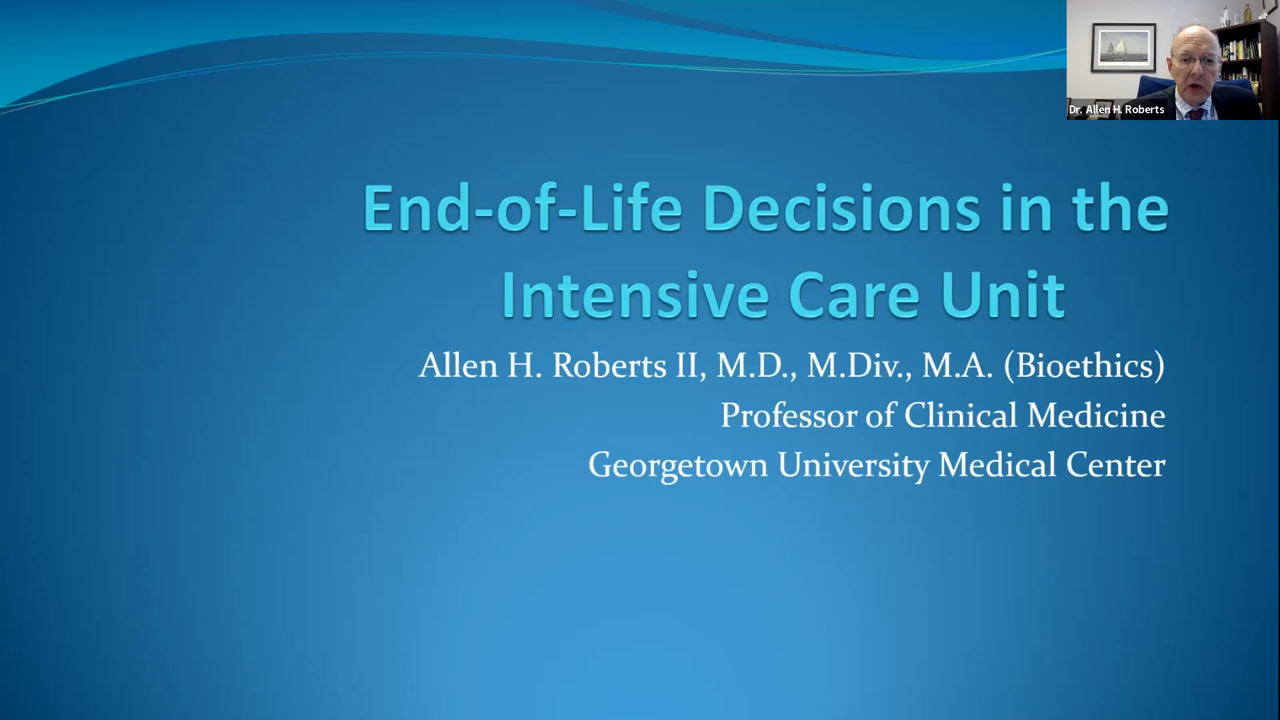 Dr. Allen H. Roberts
End-of-Life Decisions in the
Intensive Care Unit
Allen H. Roberts II, M.D., M.Div., M.A. (Bioethics)
Professor of Clinical Medicine
Georgetown University Medical Center